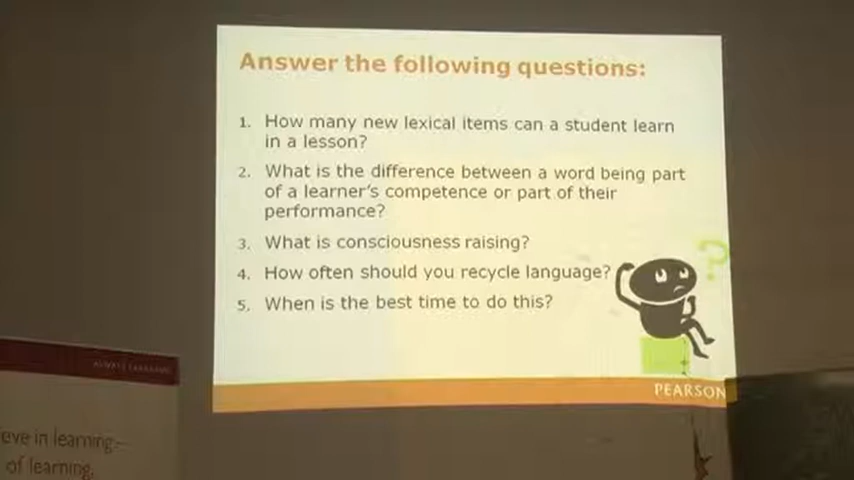 Answer the following questions:
1. How many new lexical items can a student learn
in a lesson?
2. What is the difference between a word being part
of a learner's competence or part of their
performance?
3. What is consciousness raising?
4. How often should you recycle language?
5. When is the best time to do this?
?
PEARSON
ALWAYS LEARNING
eve in learning—
of learning.